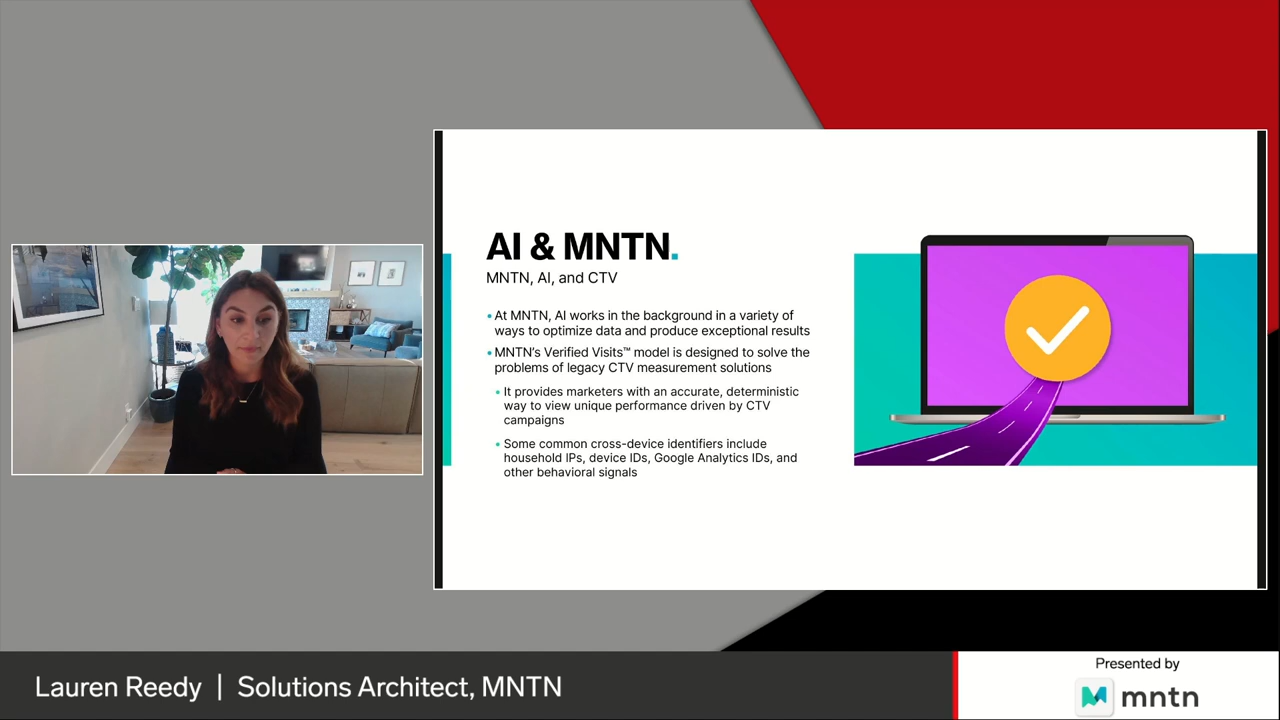 AI & MNTN.
MNTN, AI, and CTV
• At MNTN, AI works in the background in a variety of
ways to optimize data and produce exceptional results
• MNTN's Verified Visits™ model is designed to solve the
problems of legacy CTV measurement solutions
• It provides marketers with an accurate, deterministic
way to view unique performance driven by CTV
campaigns
• Some common cross-device identifiers include
household IPs, device IDs, Google Analytics IDs, and
other behavioral signals
Lauren Reedy | Solutions Architect, MNTN
Presented by
mntn